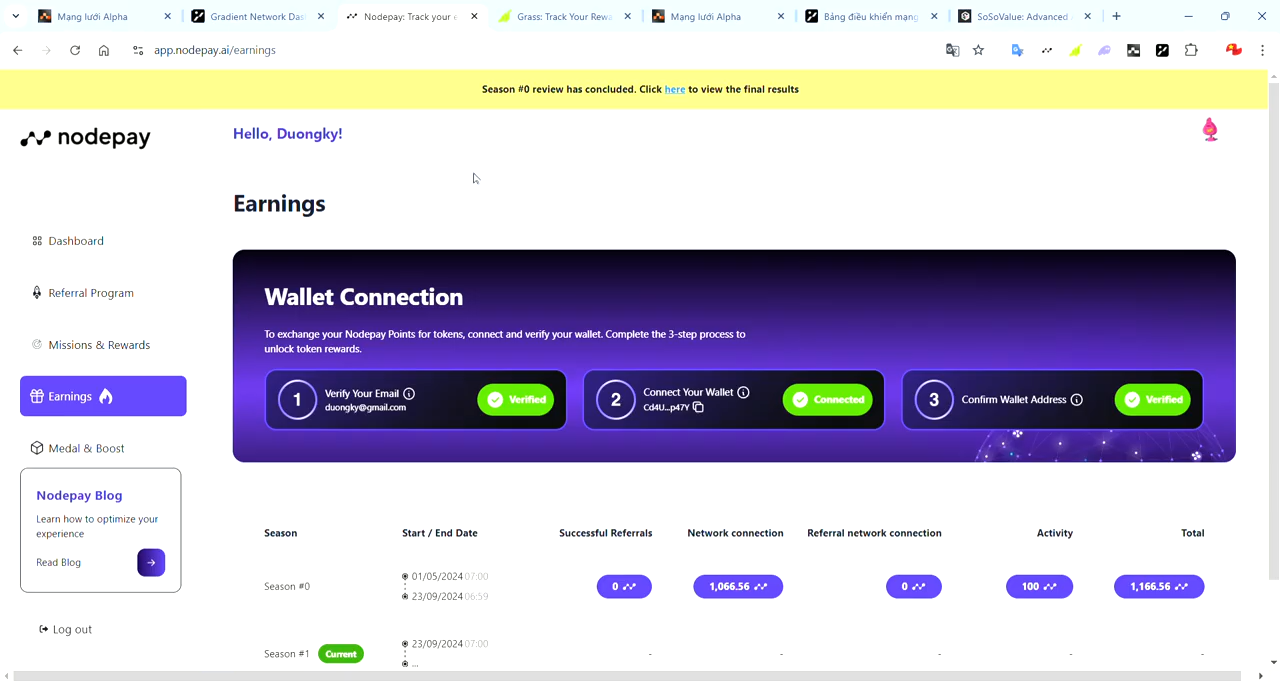 Mạng lưới Alpha
Gradient Network Das
Nodepay: Track your e
Grass: Track Your Rewa
Mạng lưới Alpha
Bảng điều khiển mạng
SoSoValue: Advanced
app.nodepay.ai/earnings
Season #0 review has concluded. Click here to view the final results
nodepay
Hello, Duongky!
Earnings
Dashboard
Referral Program
Missions & Rewards
Earnings
Medal & Boost
Nodepay Blog
Learn how to optimize your
experience
Read Blog
Log out
Wallet Connection
To exchange your Nodepay Points for tokens, connect and verify your wallet. Complete the 3-step process to
unlock token rewards.
1 Verify Your Email
duongky@gmail.com
Verified
2 Connect Your Wallet
Cd4U...p47Y
Connected
3 Confirm Wallet Address
Verified
Season Start / End Date Successful Referrals Network connection Referral network connection Activity Total
Season #0
01/05/2024 07:00
23/09/2024 06:59
0 1,066.56 0 100 1,166.56
Season #1 Current
23/09/2024 07:00
...
- - - - -